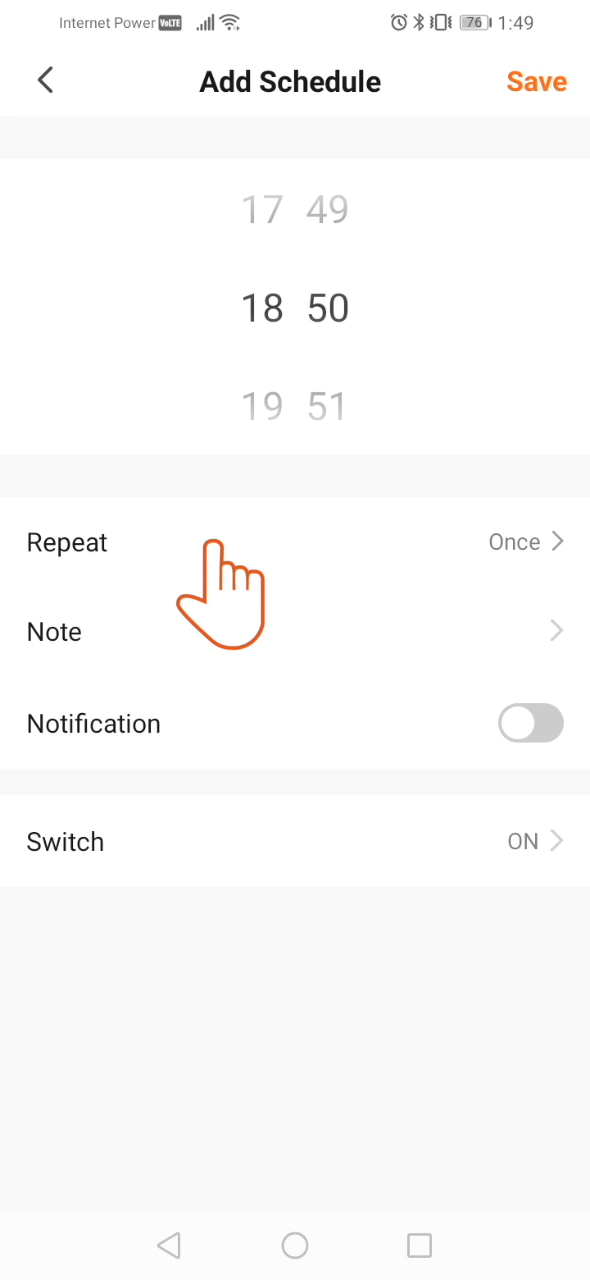 Internet Power VoLTE 76 1:49
Add Schedule Save
17 49
18 50
19 51
Repeat Once
Note
Notification
Switch ON